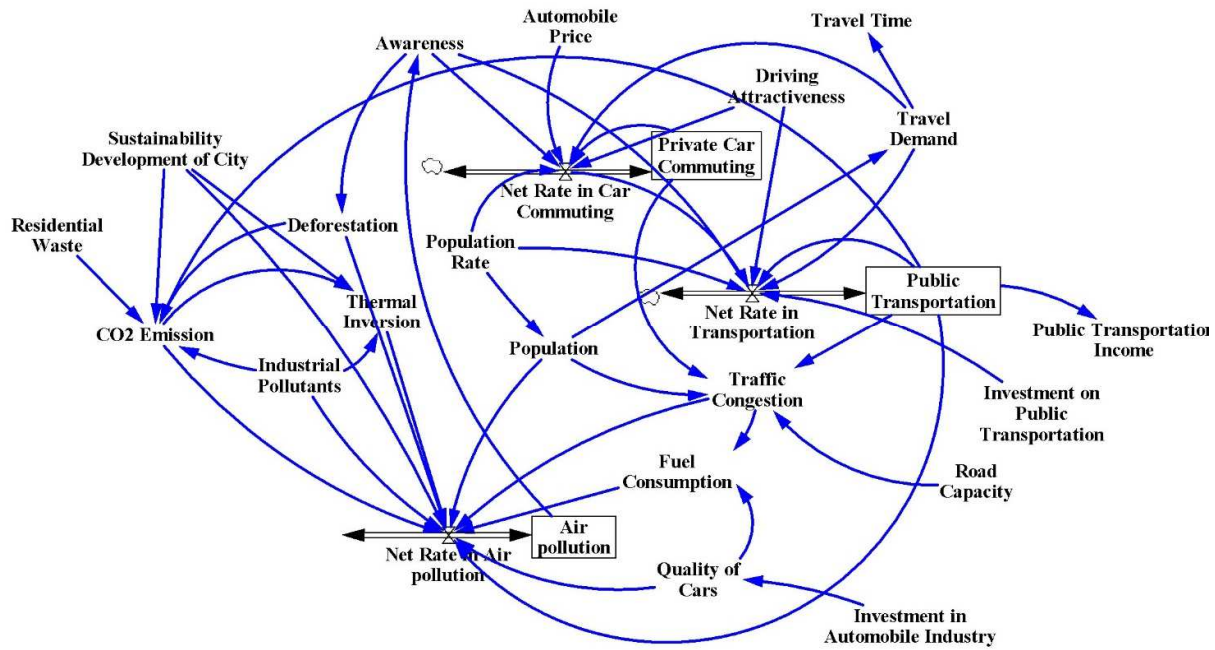 Automobile
Price
Travel Time
Awareness
Driving
Attractiveness
Travel
Demand
Sustainability
Development of City
Private Car
Commuting
Net Rate in Car
Commuting
Residential
Waste
Deforestation
Population
Rate
Public
Transportation
Thermal
Inversion
Net Rate in
Transportation
CO2 Emission
Public Transportation
Income
Population
Industrial
Pollutants
Traffic
Congestion
Investment on
Public
Transportation
Fuel
Consumption
Road
Capacity
Air
pollution
Net Rate in Air
pollution
Quality of
Cars
Investment in
Automobile Industry